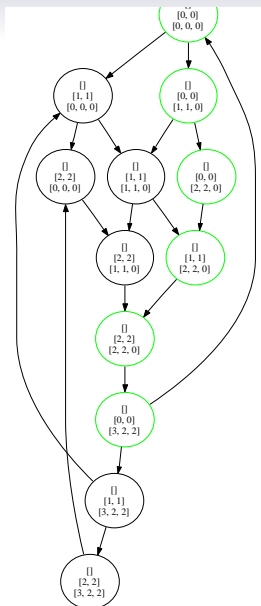 []
[0, 0]
[0, 0, 0]
[]
[1, 1]
[0, 0, 0]
[]
[0, 0]
[1, 1, 0]
[]
[2, 2]
[0, 0, 0]
[]
[1, 1]
[1, 1, 0]
[]
[0, 0]
[2, 2, 0]
[]
[2, 2]
[1, 1, 0]
[]
[1, 1]
[2, 2, 0]
[]
[2, 2]
[2, 2, 0]
[]
[0, 0]
[3, 2, 2]
[]
[1, 1]
[3, 2, 2]
[]
[2, 2]
[3, 2, 2]